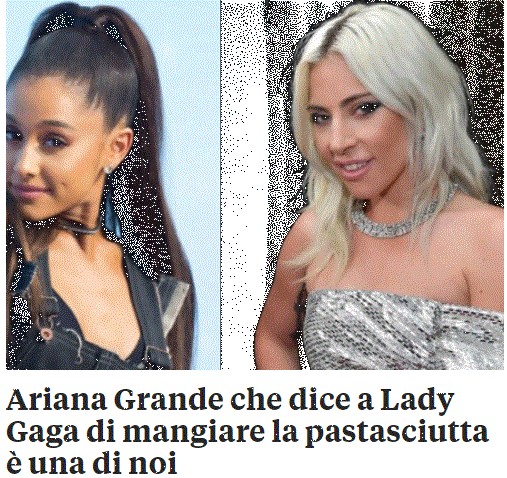 Ariana Grande che dice a Lady
Gaga di mangiare la pastasciutta
è una di noi